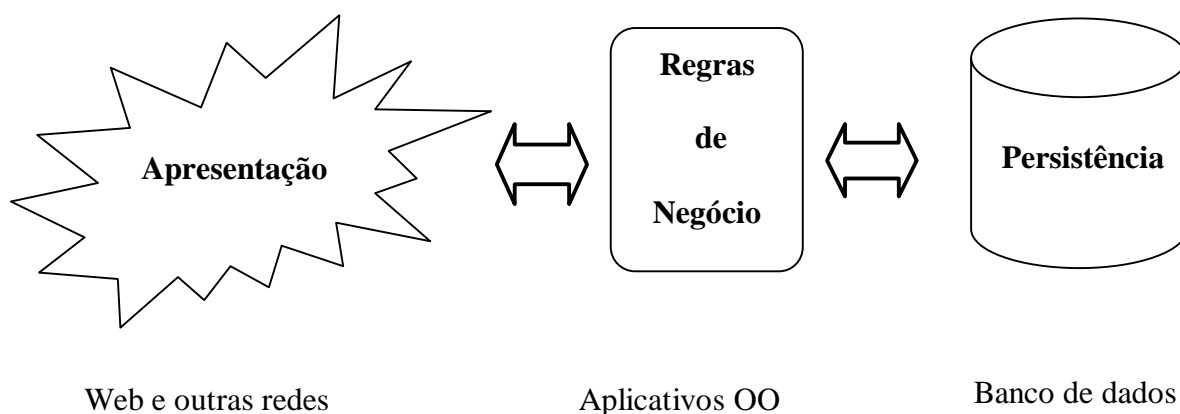 Apresentação
Regras
de
Negócio
Persistência
Web e outras redes
Aplicativos OO
Banco de dados